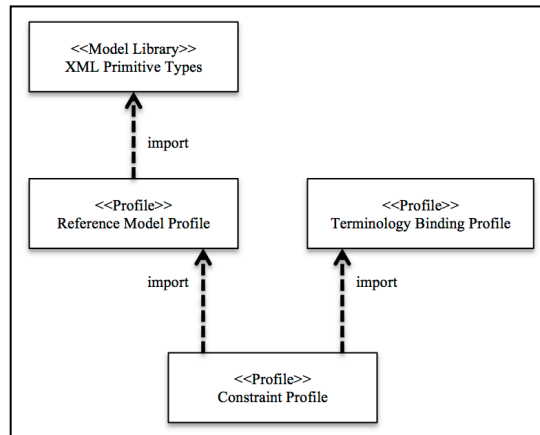 <<Model Library>>
XML Primitive Types
import
<<Profile>>
Reference Model Profile
<<Profile>>
Terminology Binding Profile
import
import
<<Profile>>
Constraint Profile